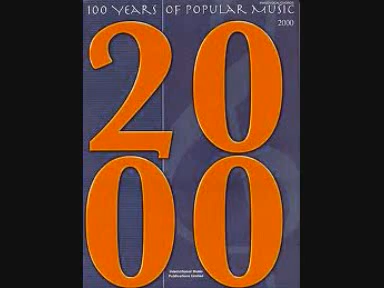 100 YEARS OF POPULAR MUSIC
2000
20
00
International Music
Publications Limited